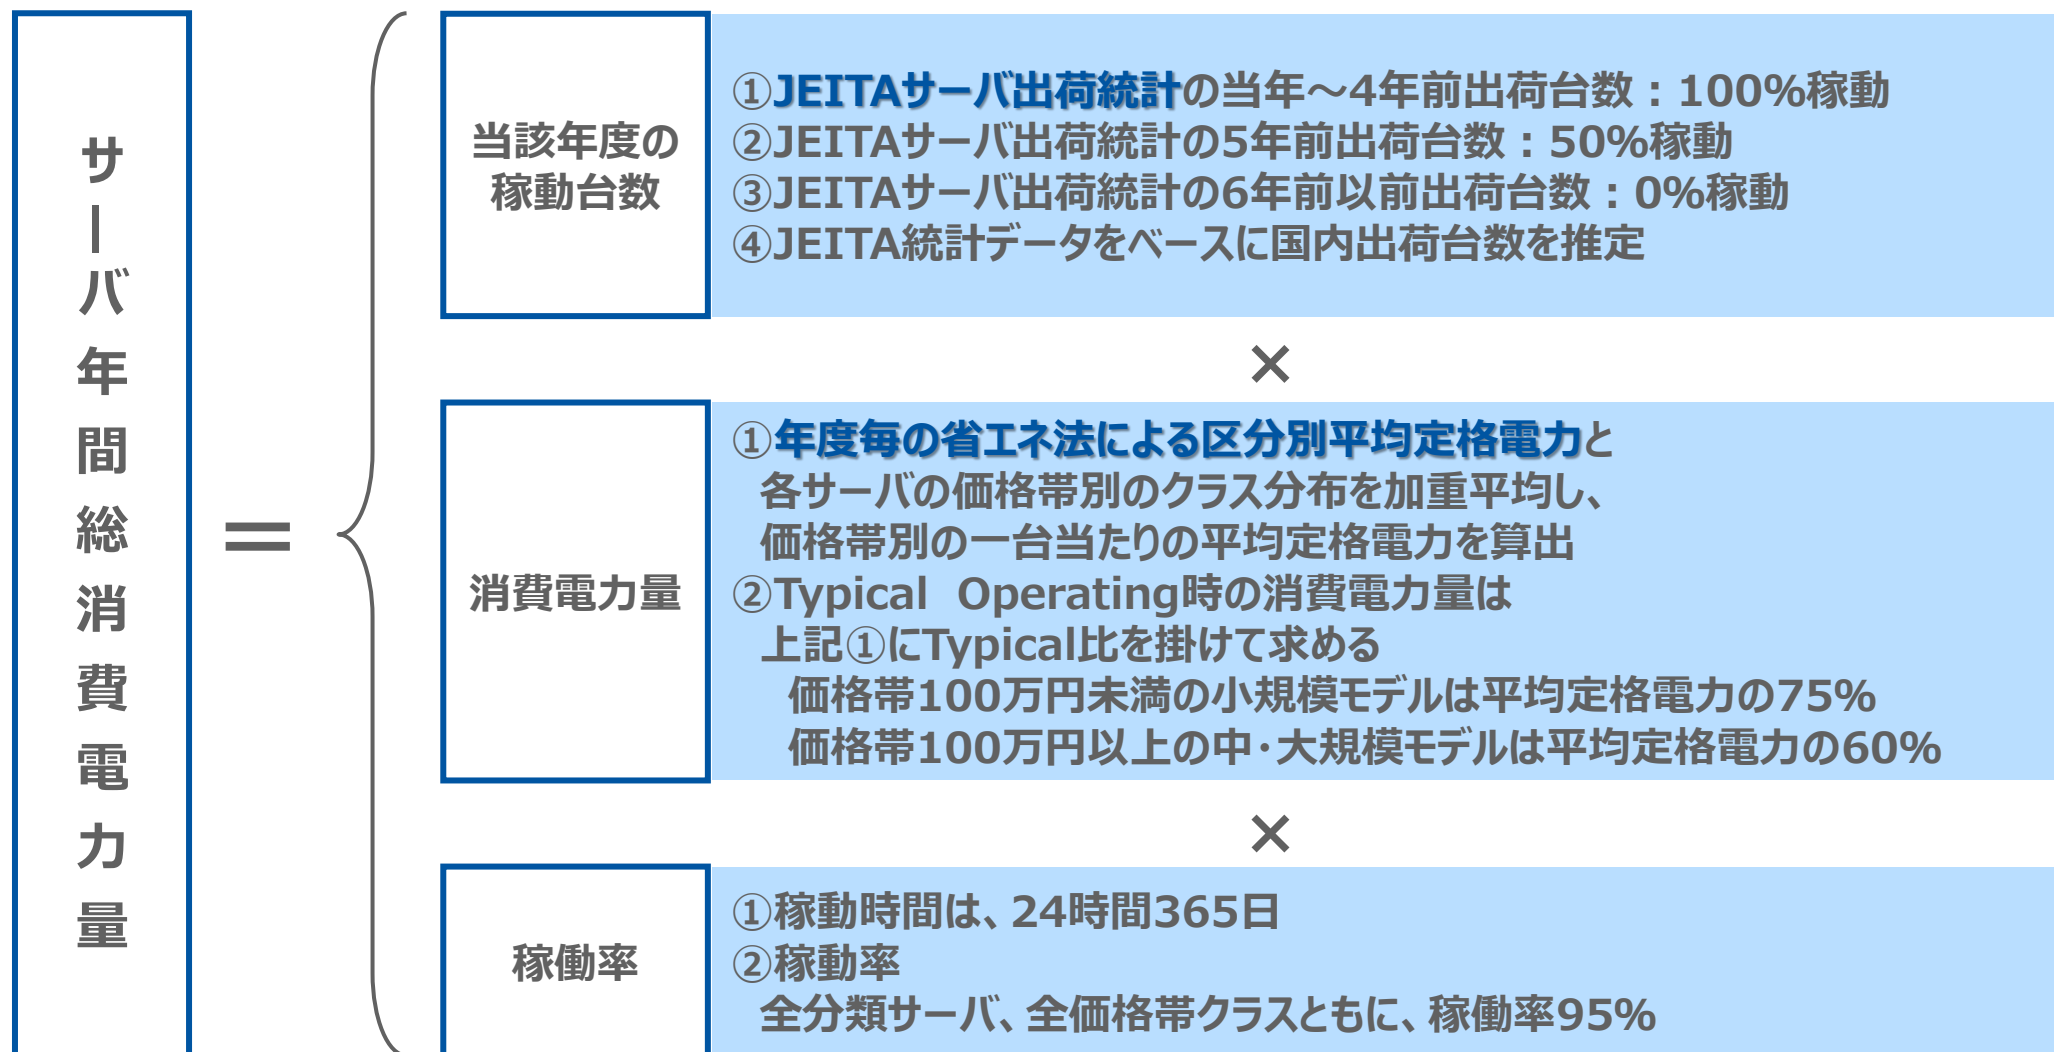 サーバ年間総消費電力量
＝
当該年度の
稼動台数
①JEITAサーバ出荷統計の当年～4年前出荷台数：100%稼動
②JEITAサーバ出荷統計の5年前出荷台数：50%稼動
③JEITAサーバ出荷統計の6年前以前出荷台数：0%稼動
④JEITA統計データをベースに国内出荷台数を推定
×
消費電力量
①年度毎の省エネ法による区分別平均定格電力と
各サーバの価格帯別のクラス分布を加重平均し、
価格帯別の一台当たりの平均定格電力を算出
②Typical Operating時の消費電力量は
上記①にTypical比を掛けて求める
価格帯100万円未満の小規模モデルは平均定格電力の75%
価格帯100万円以上の中・大規模モデルは平均定格電力の60%
×
稼働率
①稼動時間は、24時間365日
②稼動率
全分類サーバ、全価格帯クラスともに、稼働率95%